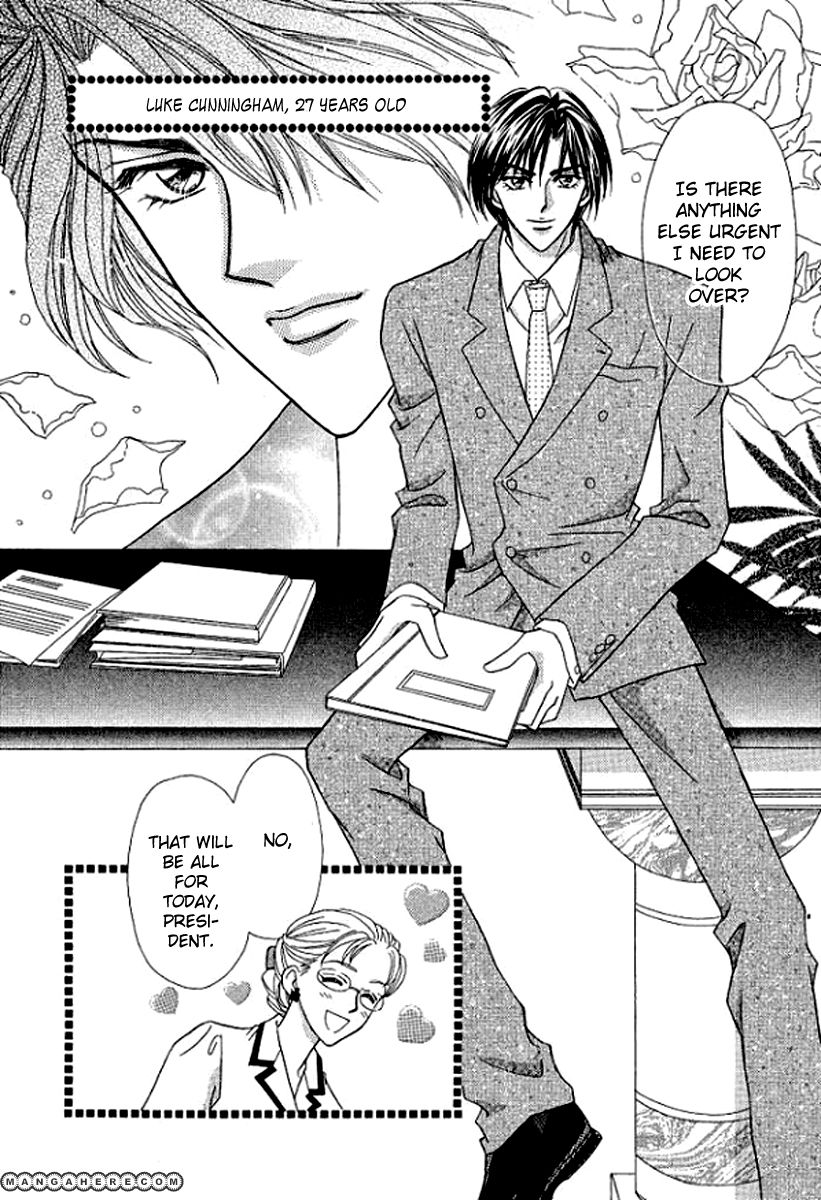 LUKE CUNNINGHAM, 27 YEARS OLD
IS THERE
ANYTHING
ELSE URGENT
I NEED TO
LOOK
OVER?
NO,
THAT WILL
BE ALL
FOR
TODAY,
PRESI-
DENT.
MANGAHERE.COM